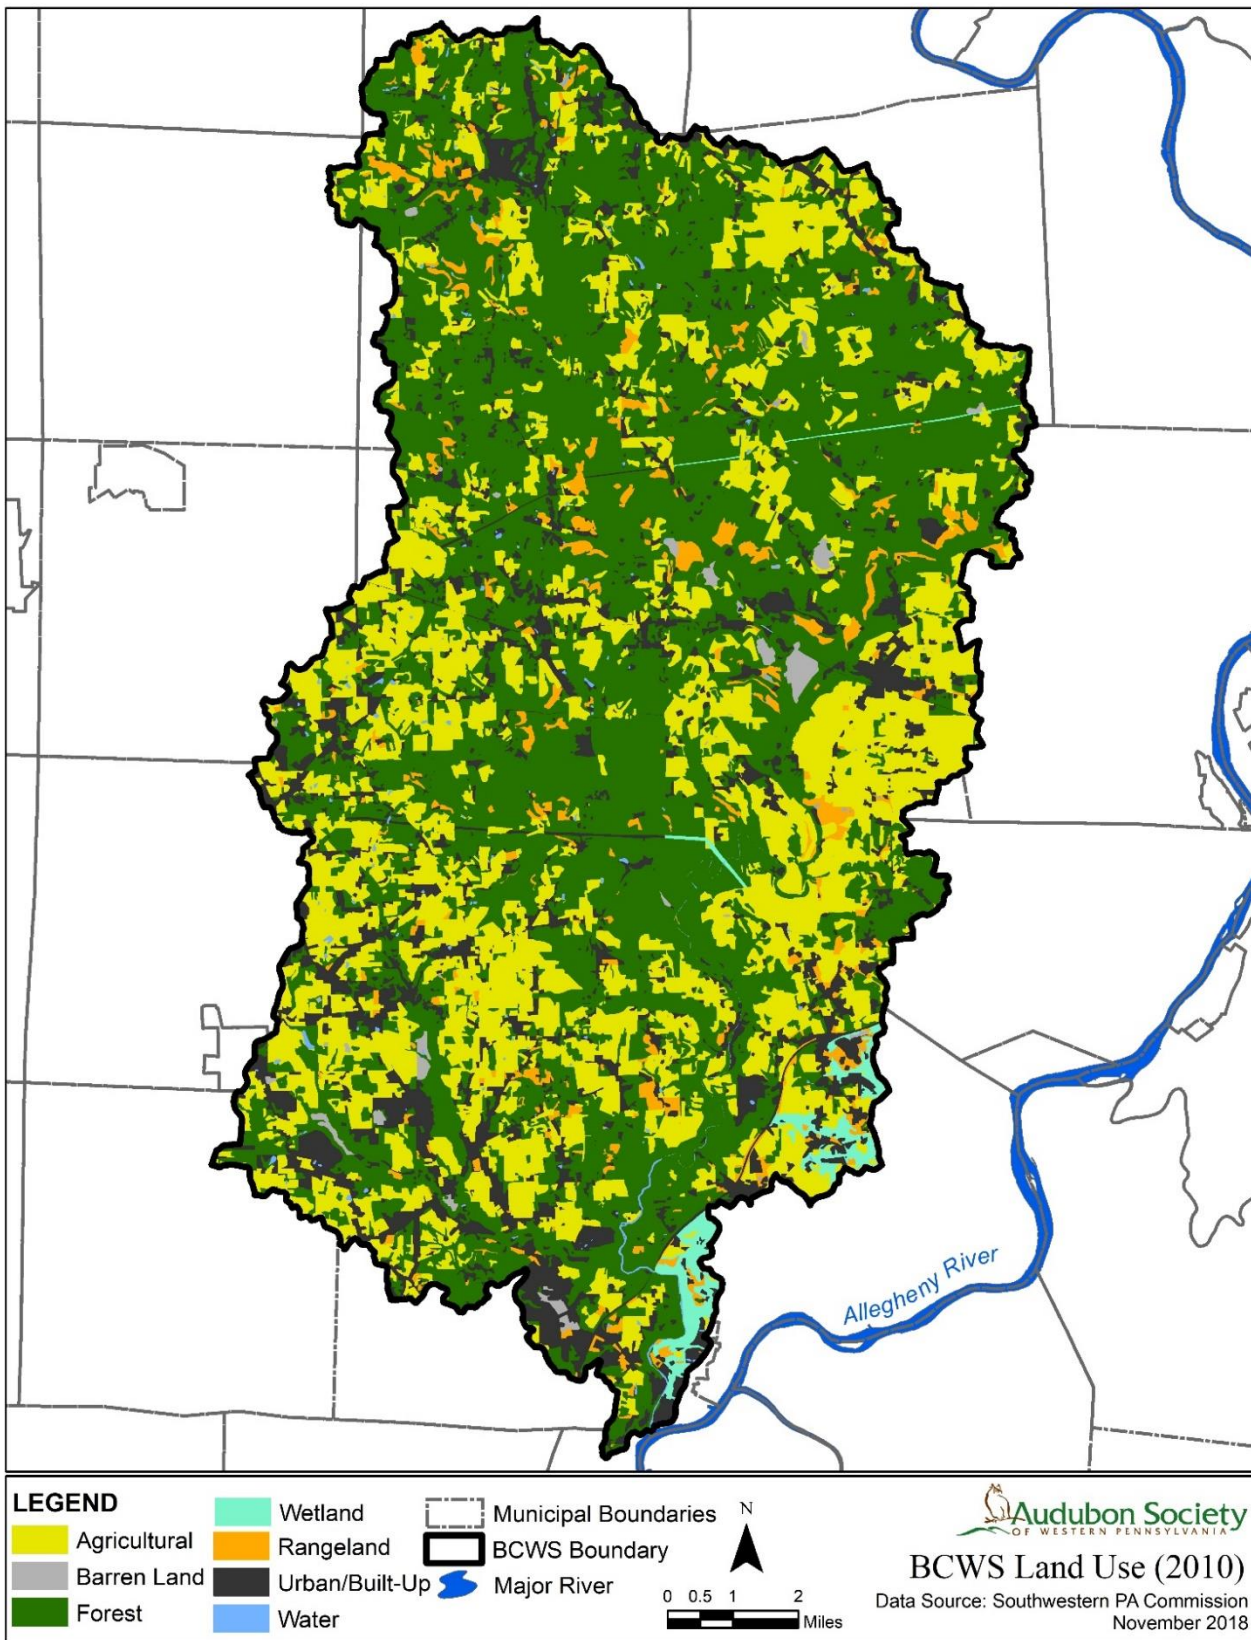 Allegheny River
LEGEND
Agricultural
Barren Land
Forest
Wetland
Rangeland
Urban/Built-Up
Water
Municipal Boundaries
BCWS Boundary
Major River
N
0 0.5 1 2
Miles
Audubon Society
OF WESTERN PENNSYLVANIA
BCWS Land Use (2010)
Data Source: Southwestern PA Commission
November 2018